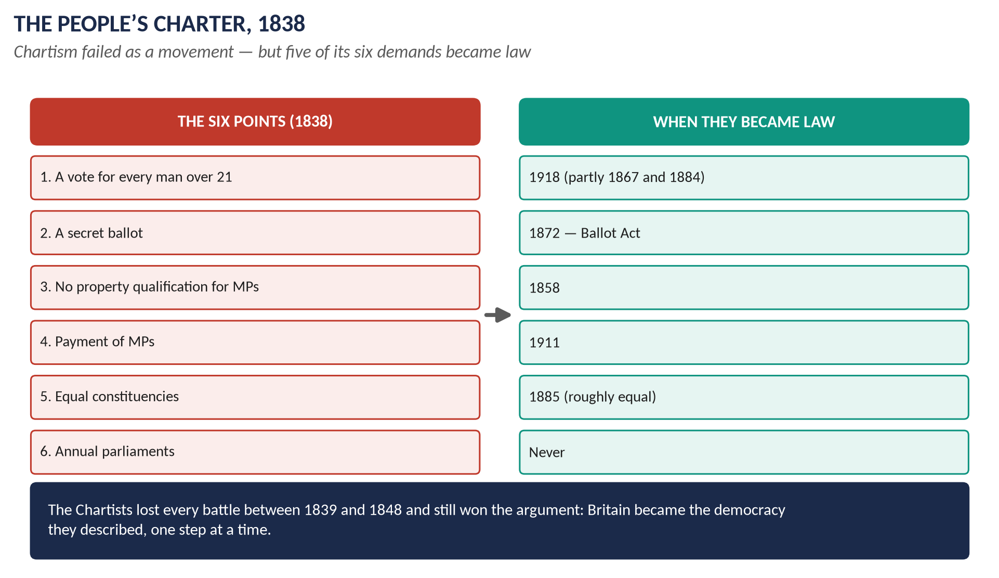 THE PEOPLE’S CHARTER, 1838
Chartism failed as a movement — but five of its six demands became law
THE SIX POINTS (1838)
WHEN THEY BECAME LAW
1. A vote for every man over 21
1918 (partly 1867 and 1884)
2. A secret ballot
1872 — Ballot Act
3. No property qualification for MPs
1858
4. Payment of MPs
1911
5. Equal constituencies
1885 (roughly equal)
6. Annual parliaments
Never
The Chartists lost every battle between 1839 and 1848 and still won the argument: Britain became the democracy
they described, one step at a time.